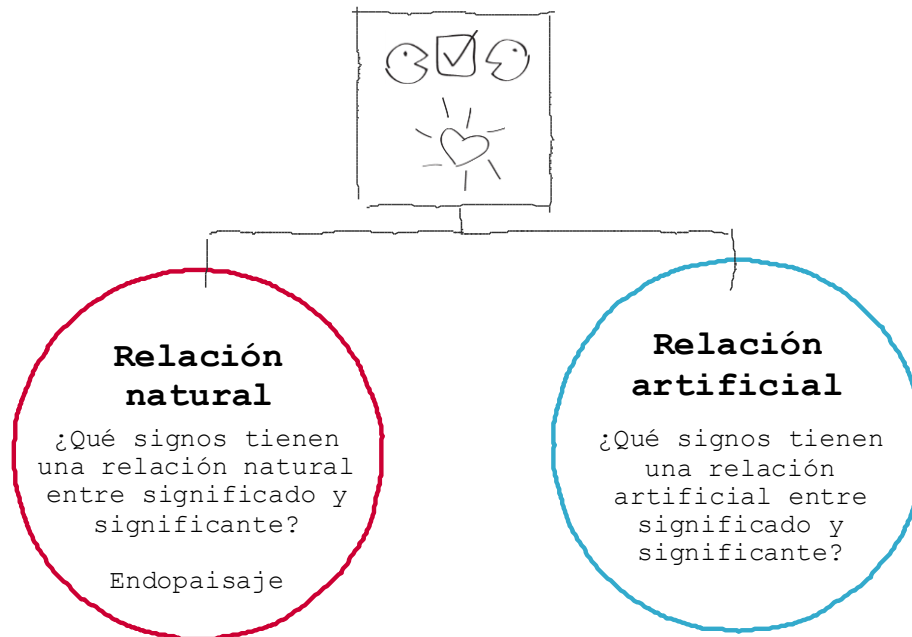 Relación
natural
¿Qué signos tienen
una relación natural
entre significado y
significante?
Endopaisaje
Relación
artificial
¿Qué signos tienen
una relación
artificial entre
significado y
significante?